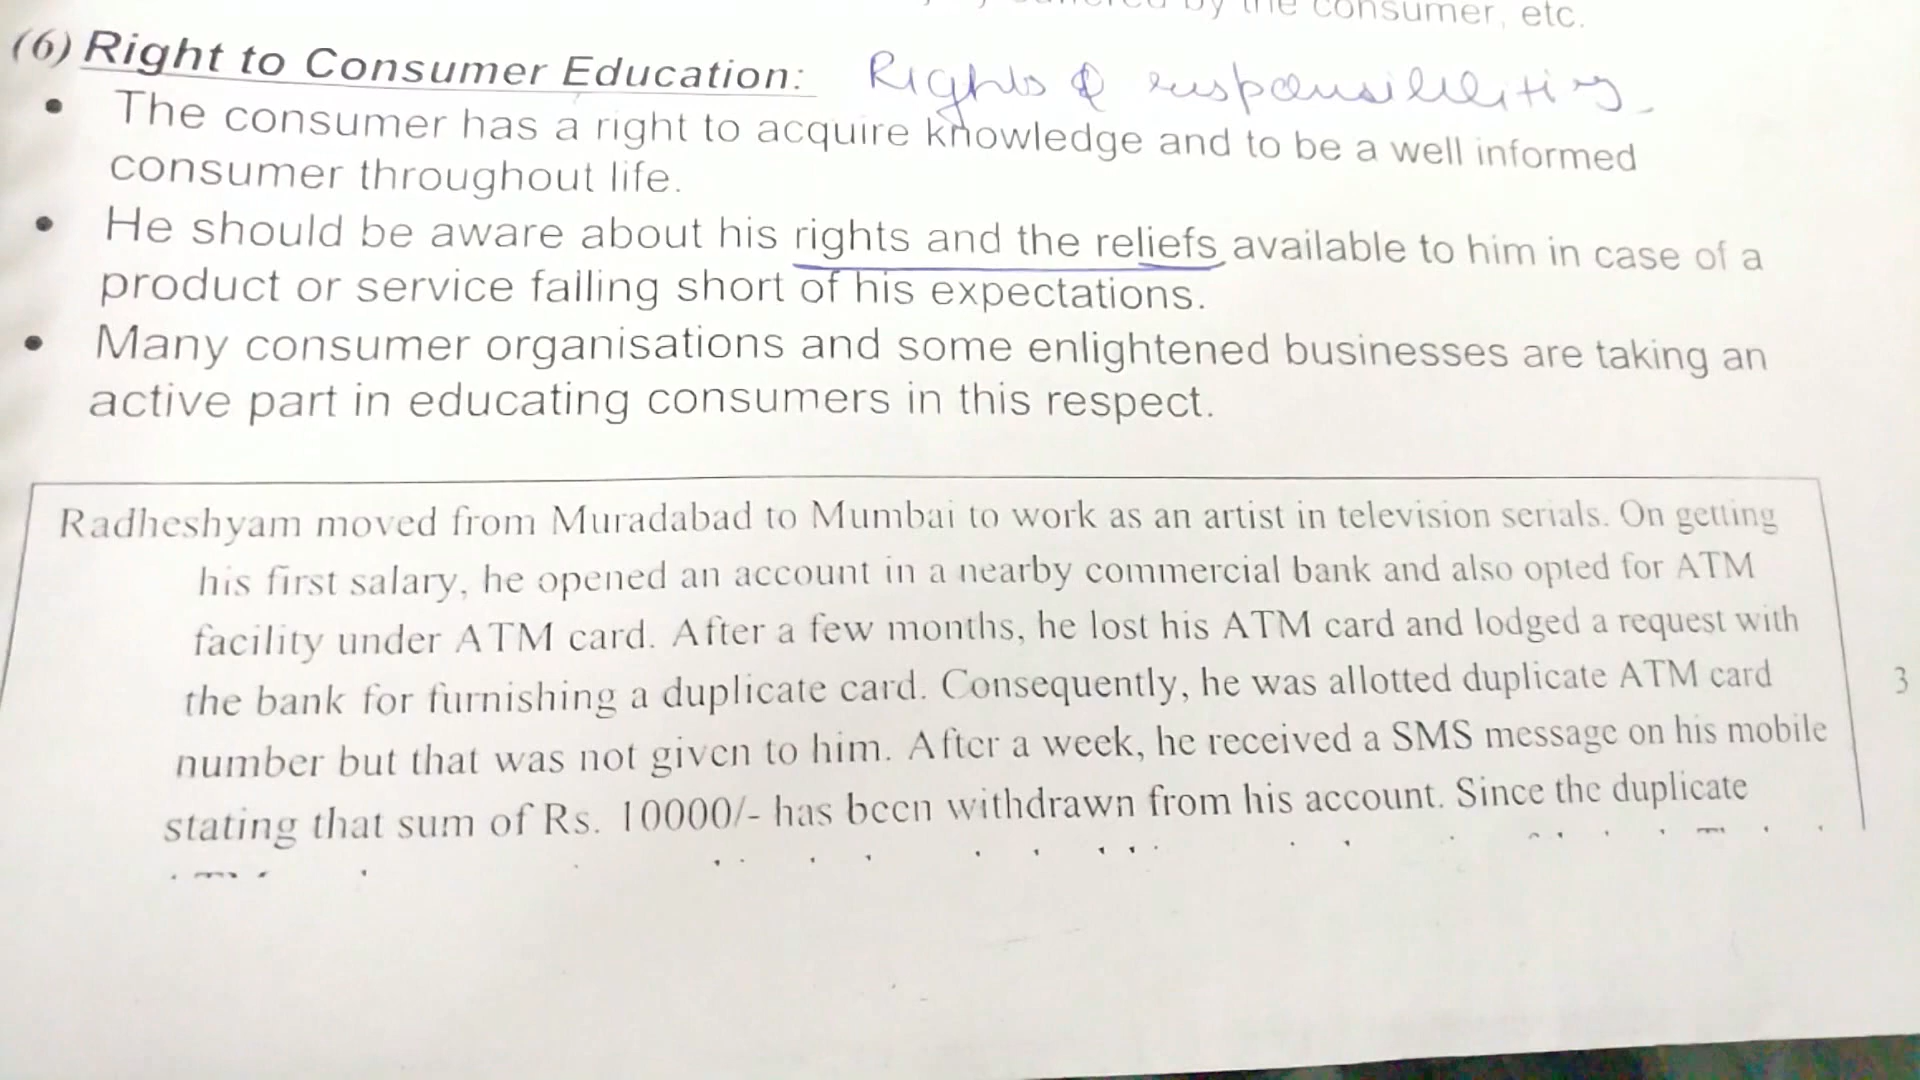 by the consumer, etc.
(6) Right to Consumer Education: Rights & responsibilities
• The consumer has a right to acquire knowledge and to be a well informed
consumer throughout life.
• He should be aware about his rights and the reliefs available to him in case of a
product or service falling short of his expectations.
• Many consumer organisations and some enlightened businesses are taking an
active part in educating consumers in this respect.
Radheshyam moved from Muradabad to Mumbai to work as an artist in television serials. On getting
his first salary, he opened an account in a nearby commercial bank and also opted for ATM
facility under ATM card. After a few months, he lost his ATM card and lodged a request with
the bank for furnishing a duplicate card. Consequently, he was allotted duplicate ATM card
3
number but that was not given to him. After a week, he received a SMS message on his mobile
stating that sum of Rs. 10000/- has been withdrawn from his account. Since the duplicate